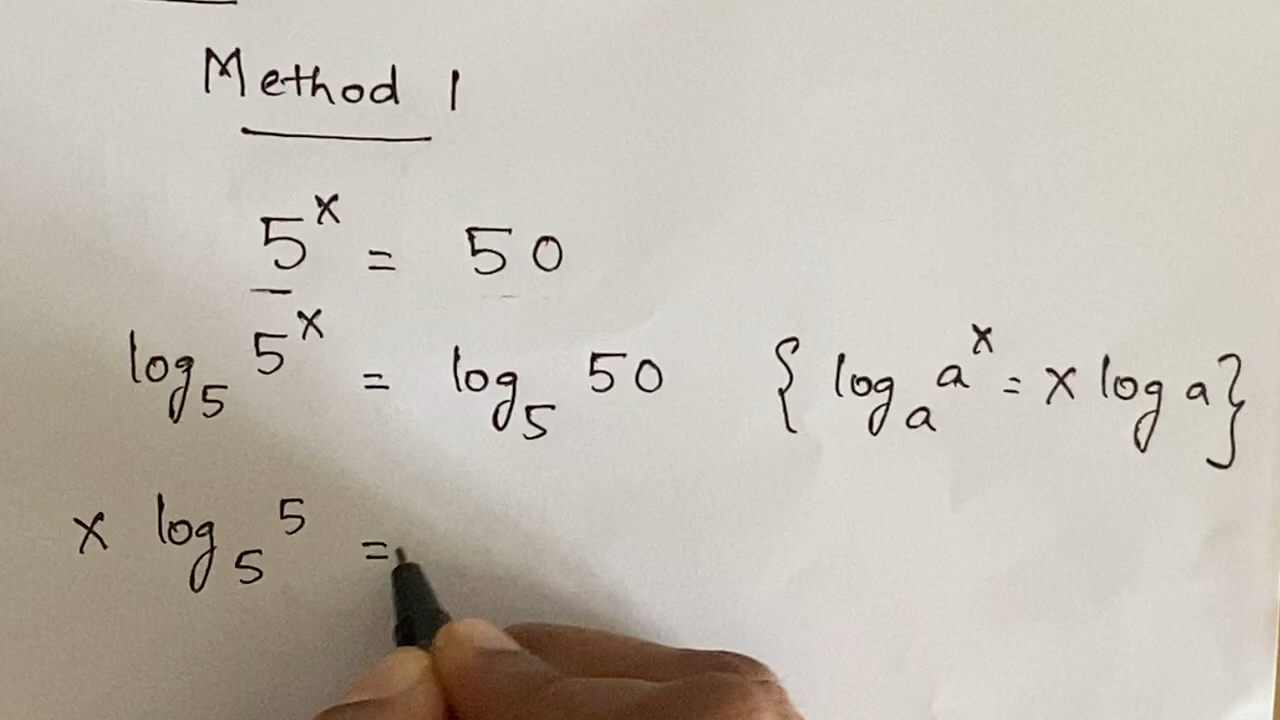 Method 1
5^x = 50
log_5 5^x = log_5 50 { log_a a^x = x log a }
x log_5 5 =